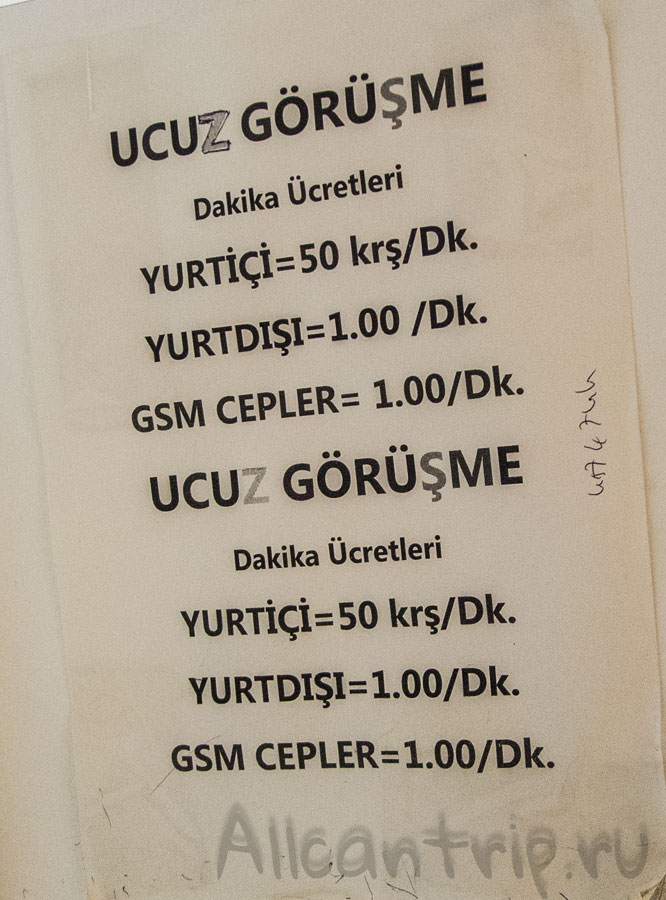 UCUZ GÖRÜŞME
Dakika Ücretleri
YURTİÇİ=50 krş/Dk.
YURTDIŞI=1.00 /Dk.
GSM CEPLER= 1.00/Dk.
UCUZ GÖRÜŞME
Dakika Ücretleri
YURTİÇİ=50 krş/Dk.
YURTDIŞI=1.00/Dk.
GSM CEPLER=1.00/Dk.
Allcantrip.ru